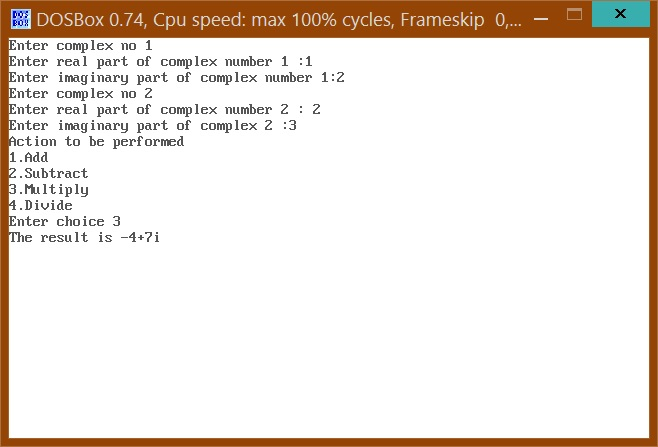 DOS
BOX
DOSBox 0.74, Cpu speed: max 100% cycles, Frameskip 0,...
Enter complex no 1
Enter real part of complex number 1 :1
Enter imaginary part of complex number 1:2
Enter complex no 2
Enter real part of complex number 2 : 2
Enter imaginary part of complex 2 :3
Action to be performed
1.Add
2.Subtract
3.Multiply
4.Divide
Enter choice 3
The result is -4+7i